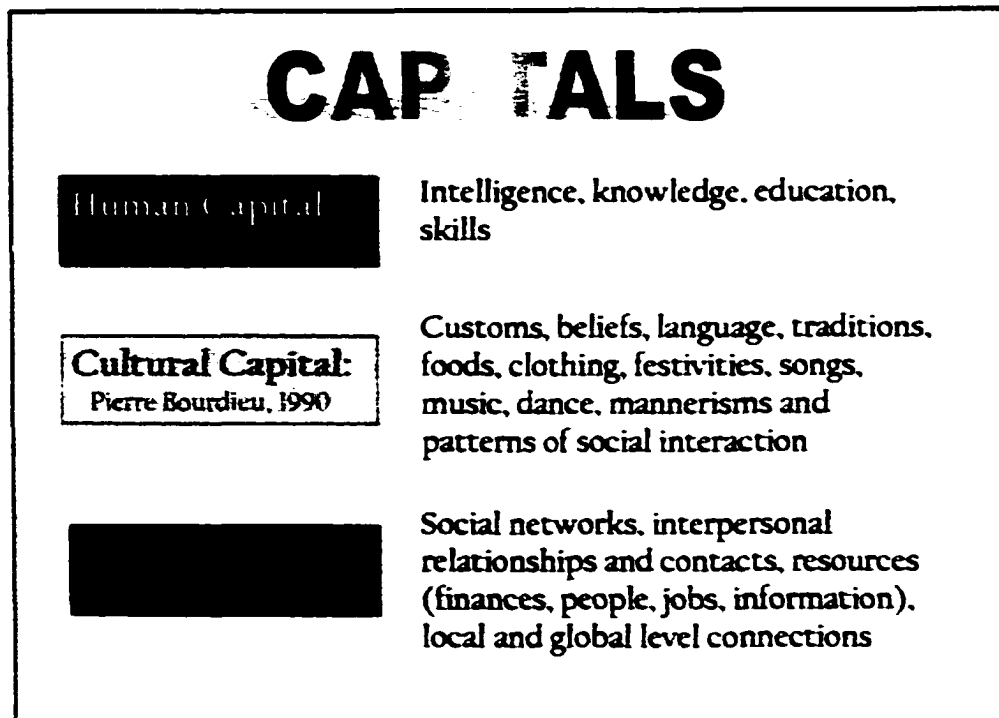 CAPITALS
Human Capital
Intelligence, knowledge, education,
skills
Cultural Capital:
Pierre Bourdieu, 1990
Customs, beliefs, language, traditions,
foods, clothing, festivities, songs,
music, dance, mannerisms and
patterns of social interaction
Social networks, interpersonal
relationships and contacts, resources
(finances, people, jobs, information),
local and global level connections